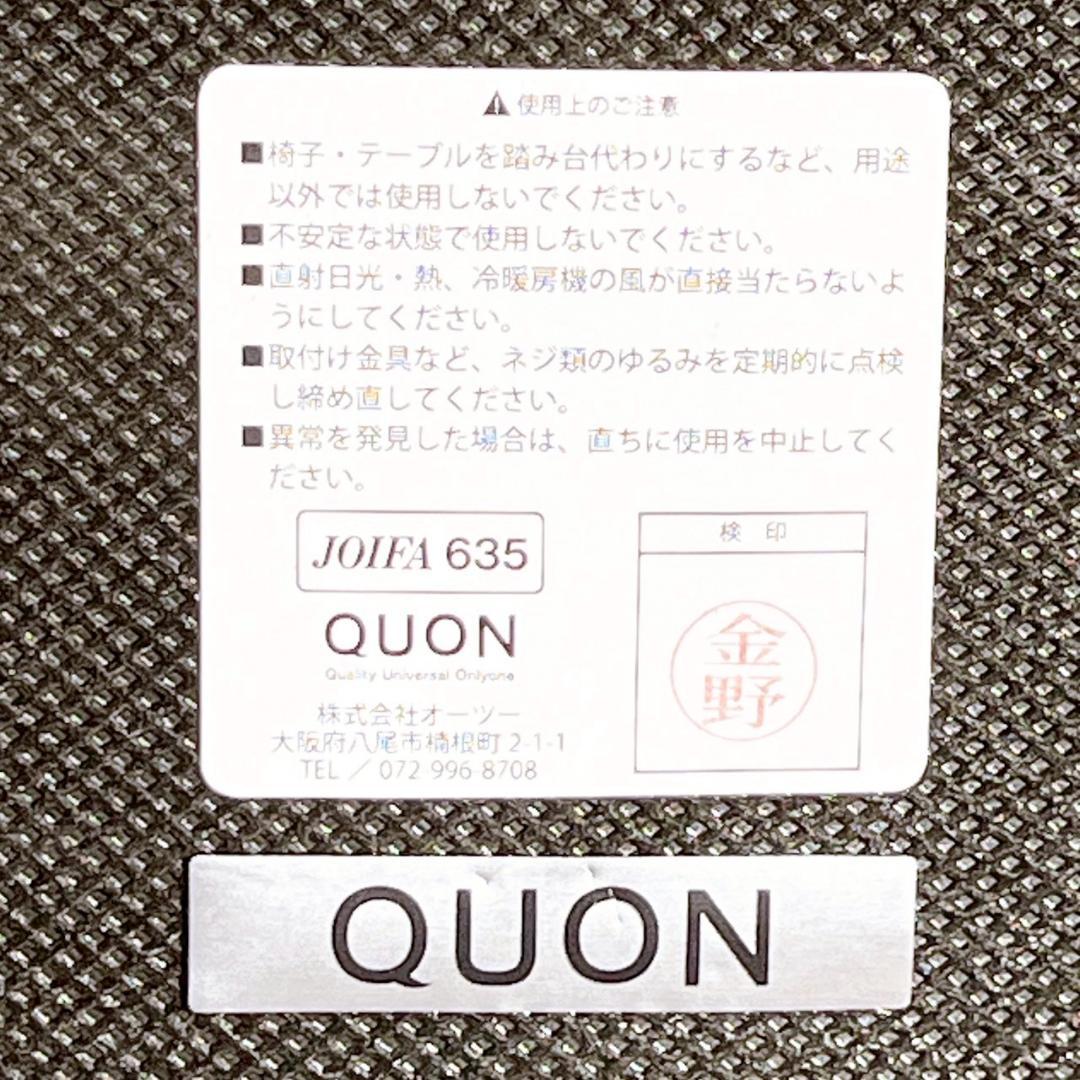 ⚠使用上のご注意
■椅子・テーブルを踏み台代わりにするなど、用途
以外では使用しないでください。
■不安定な状態で使用しないでください。
■直射日光・熱、冷暖房機の風が直接当たらないよ
うにしてください。
■取付け金具など、ネジ類のゆるみを定期的に点検
し締め直してください。
■異常を発見した場合は、直ちに使用を中止してく
ださい。
JOIFA 635
QUON
Quality Universal Onlyone
株式会社オーツー
大阪府八尾市楠根町 2-1-1
TEL ／ 072-996-8708
検 印
金野
QUON